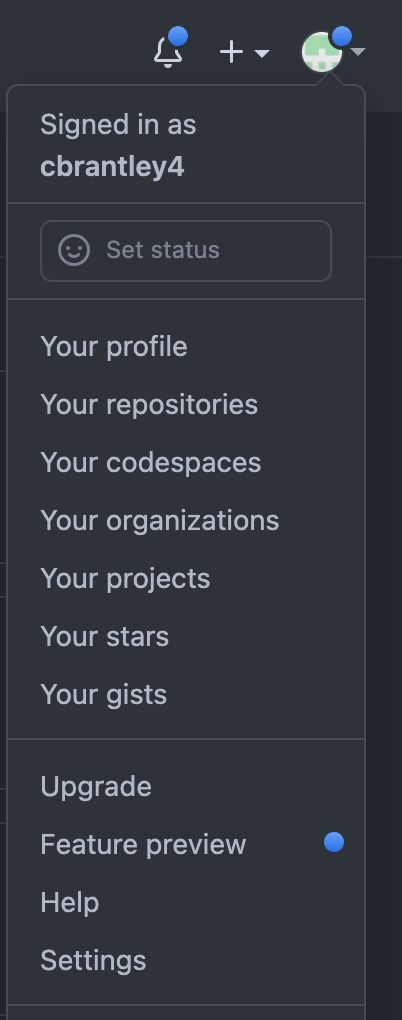 Signed in as
cbrantley4
Set status
Your profile
Your repositories
Your codespaces
Your organizations
Your projects
Your stars
Your gists
Upgrade
Feature preview
Help
Settings